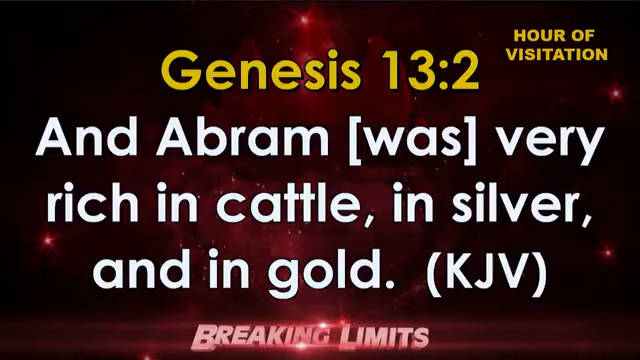 HOUR OF
VISITATION
Genesis 13:2
And Abram [was] very
rich in cattle, in silver,
and in gold. (KJV)
BREAKING LIMITS